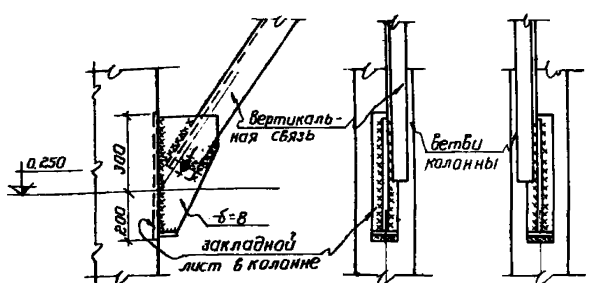 Вертикаль-
ная связь
ветви
колонны
0,250
300
200
-δ=8
закладной
лист в колонне